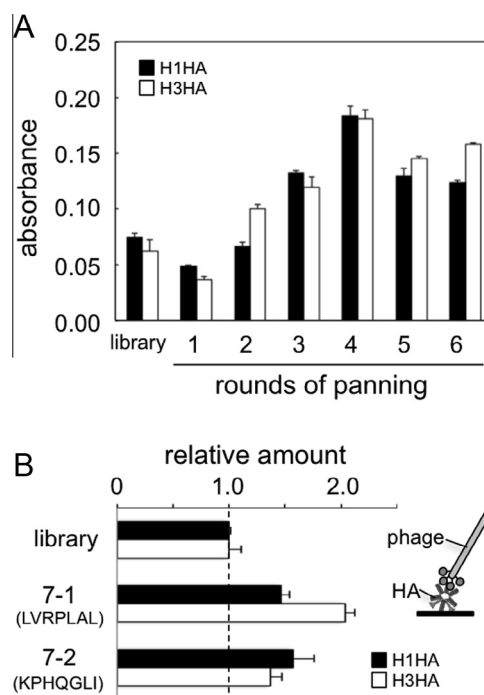 A
0.25
0.20
0.15
0.10
0.05
0.00
absorbance
H1HA
H3HA
library 1 2 3 4 5 6
rounds of panning
B
relative amount
0 1.0 2.0
library
7-1
(LVRPLAL)
7-2
(KPHQGLI)
phage
HA
H1HA
H3HA